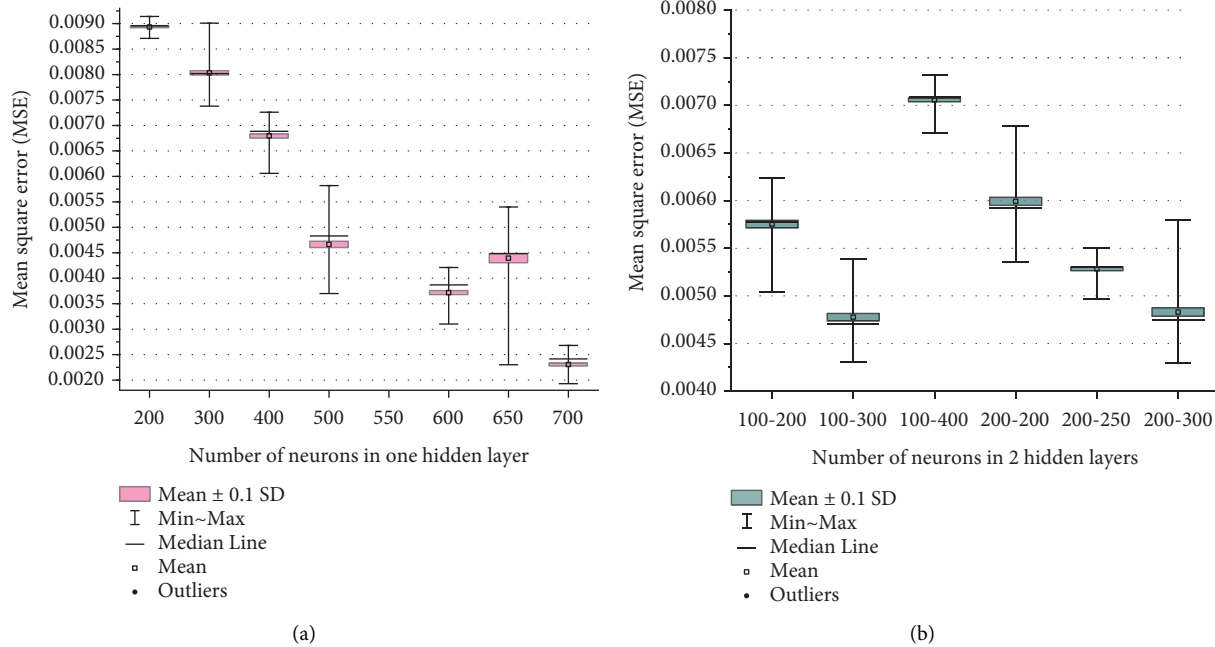 0.0090
0.0085
0.0080
0.0075
0.0070
0.0065
0.0060
0.0055
0.0050
0.0045
0.0040
0.0035
0.0030
0.0025
0.0020
Mean square error (MSE)
200 300 400 500 550 600 650 700
Number of neurons in one hidden layer
Mean ± 0.1 SD
Min~Max
Median Line
Mean
Outliers
(a)
0.0080
0.0075
0.0070
0.0065
0.0060
0.0055
0.0050
0.0045
0.0040
Mean square error (MSE)
100-200 100-300 100-400 200-200 200-250 200-300
Number of neurons in 2 hidden layers
Mean ± 0.1 SD
Min~Max
Median Line
Mean
Outliers
(b)